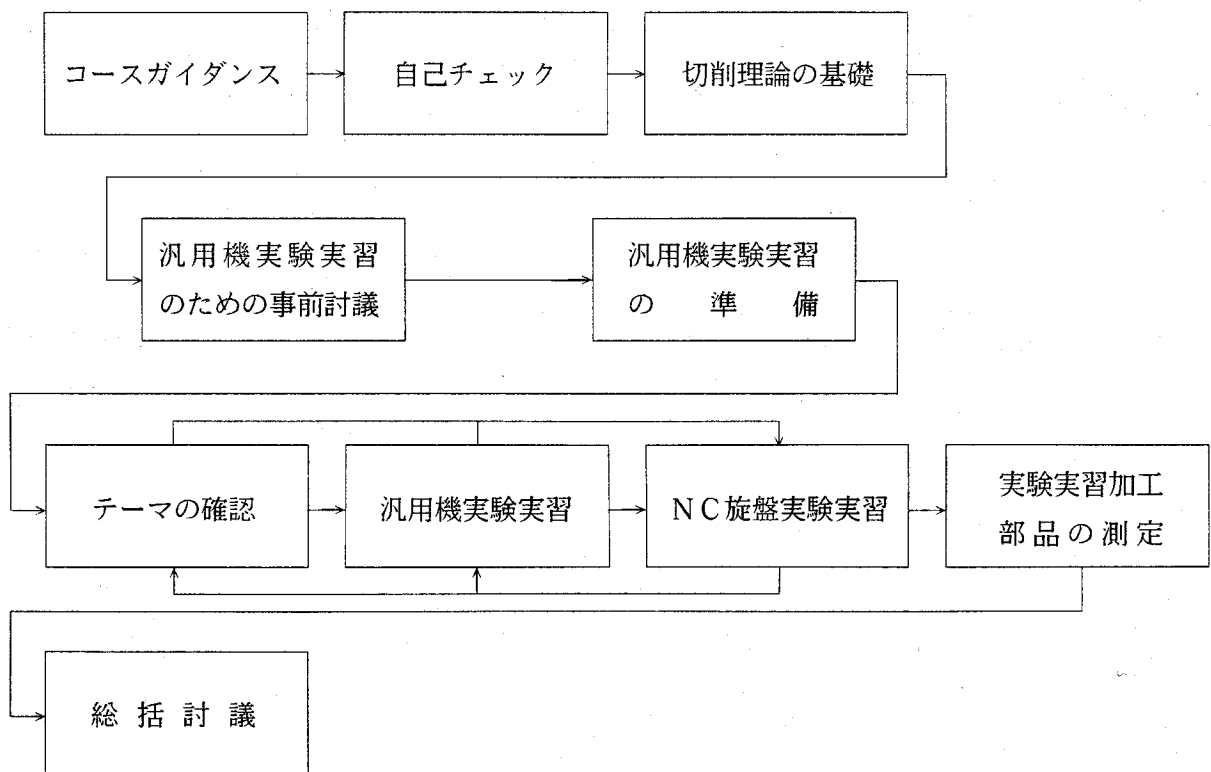 コースガイダンス
自己チェック
切削理論の基礎
汎用機実験実習
のための事前討議
汎用機実験実習
の準備
テーマの確認
汎用機実験実習
NC旋盤実験実習
実験実習加工
部品の測定
総括討議